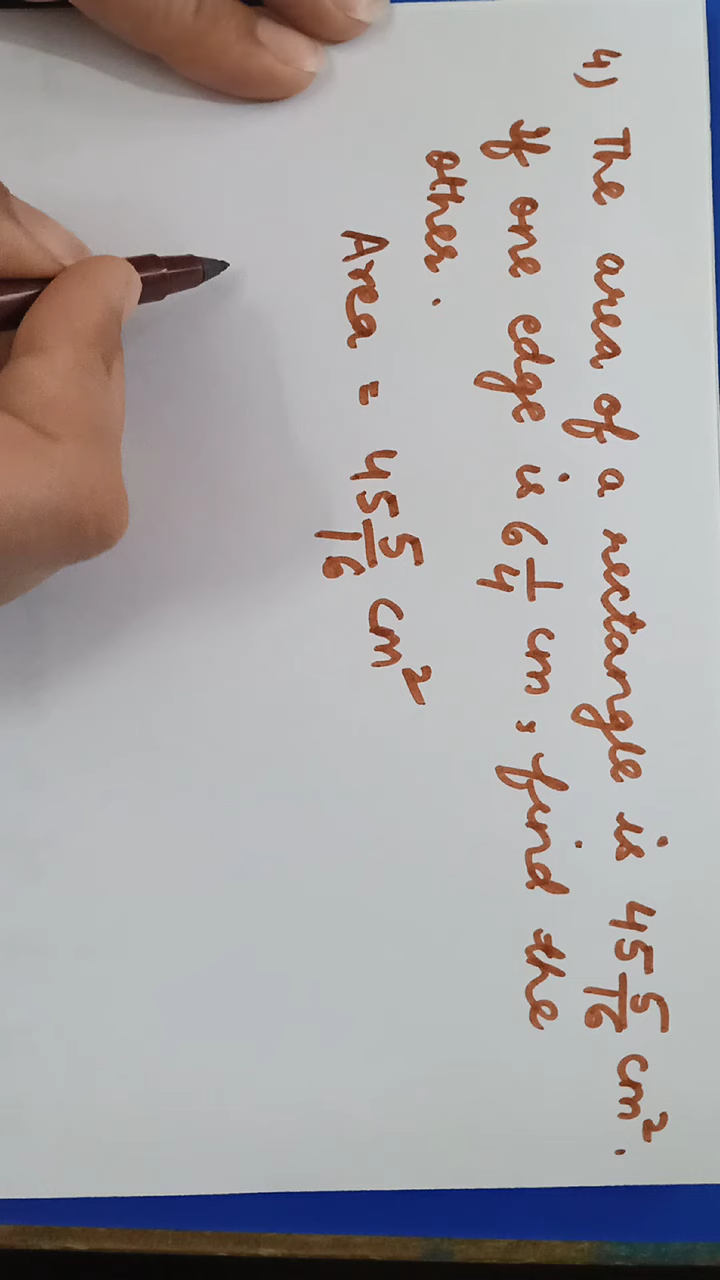 4) The area of a rectangle is 45 5/16 cm².
If one edge is 6 1/4 cm, find the
other.
Area = 45 5/16 cm²